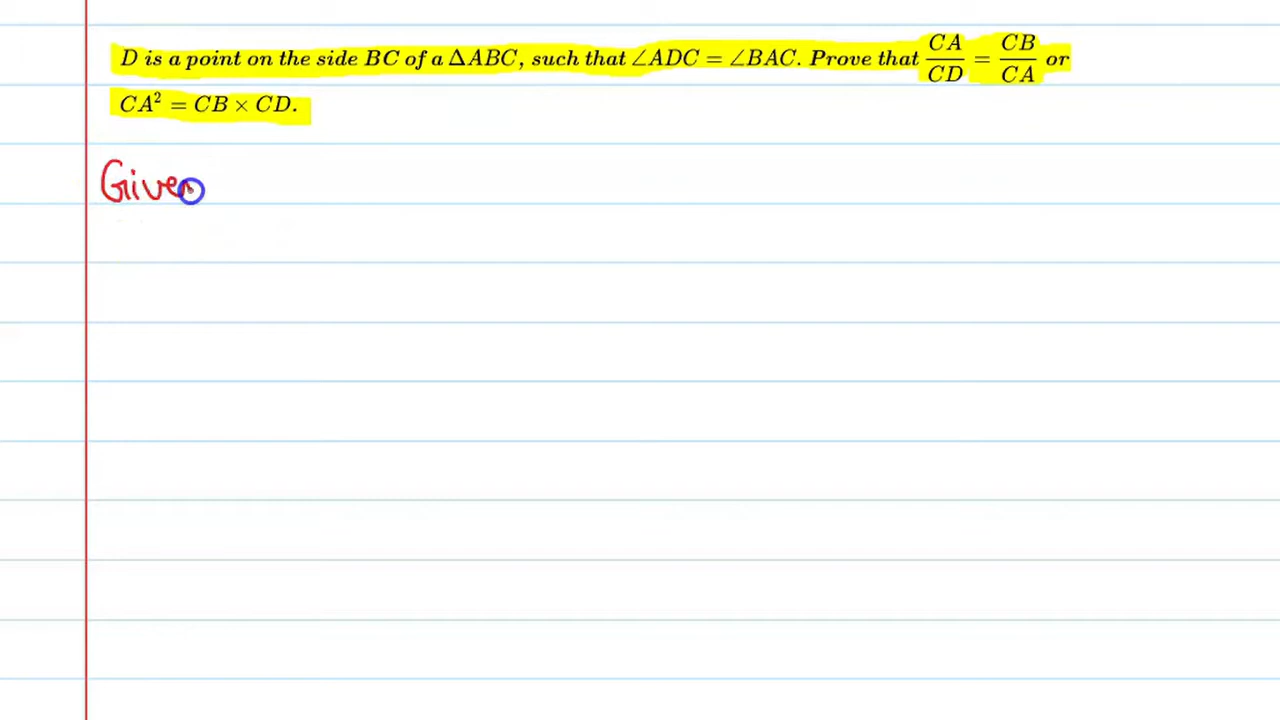 D is a point on the side BC of a ΔABC, such that ∠ADC = ∠BAC. Prove that CA/CD = CB/CA or
CA² = CB × CD.
Given